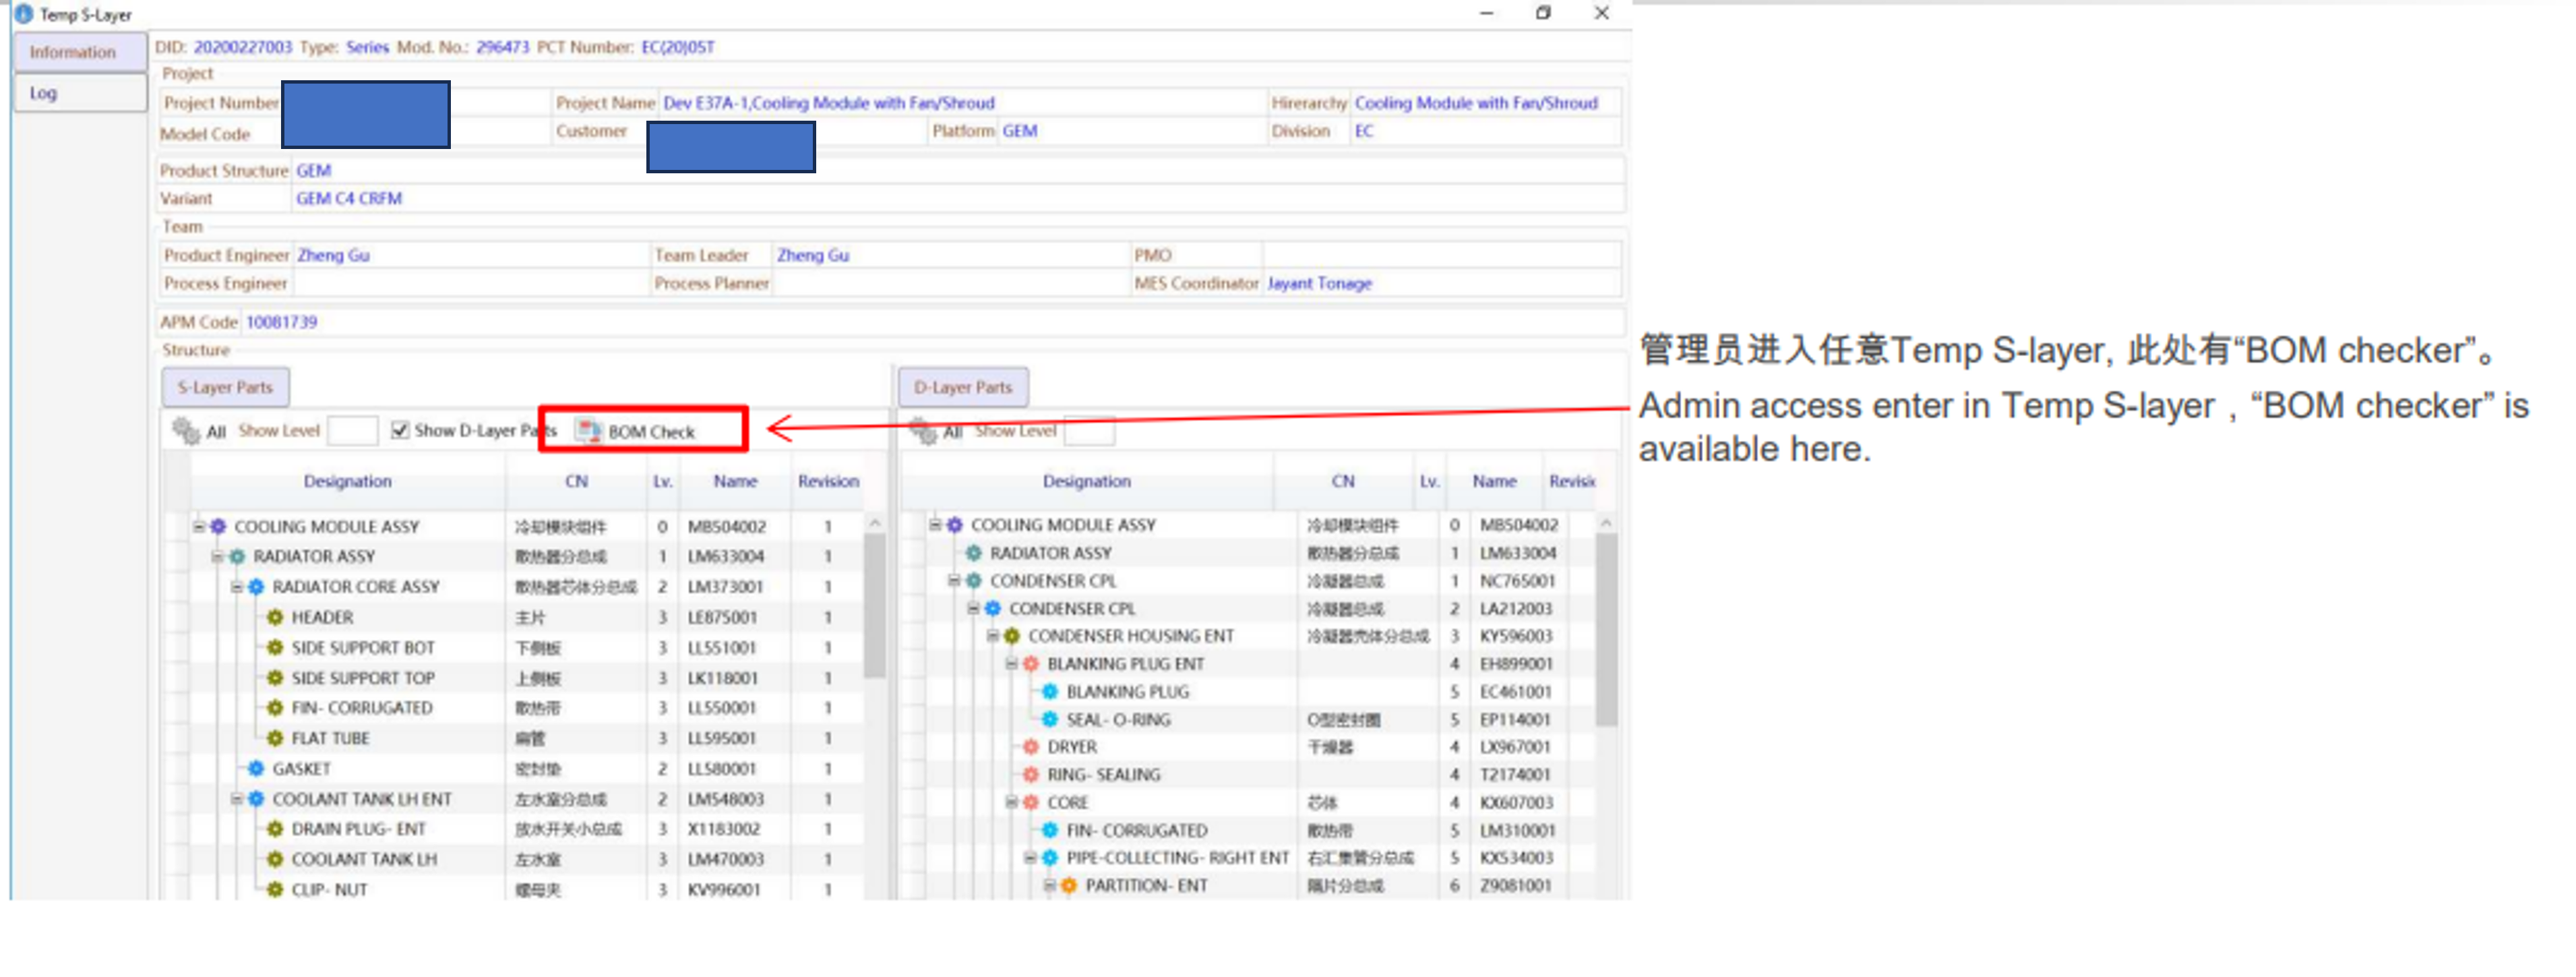 Temp S-Layer
Information
Log
DID: 20200227003 Type: Series Mod. No.: 296473 PCT Number: EC(20)05T
Project
Project Number
Project Name Dev E37A-1,Cooling Module with Fan/Shroud
Hirerarchy Cooling Module with Fan/Shroud
Model Code
Customer
Platform GEM
Division EC
Product Structure GEM
Variant GEM C4 CRFM
Team
Product Engineer Zheng Gu Team Leader Zheng Gu PMO
Process Engineer Process Planner MES Coordinator Jayant Tonage
APM Code 10081739
Structure
S-Layer Parts
All Show Level Show D-Layer Parts BOM Check
Designation CN Lv. Name Revision
COOLING MODULE ASSY 冷却模块组件 0 MB504002 1
RADIATOR ASSY 散热器分总成 1 LM633004 1
RADIATOR CORE ASSY 散热器芯体分总成 2 LM373001 1
HEADER 主片 3 LE875001 1
SIDE SUPPORT BOT 下侧板 3 LL551001 1
SIDE SUPPORT TOP 上侧板 3 LK118001 1
FIN- CORRUGATED 散热带 3 LL550001 1
FLAT TUBE 扁管 3 LL595001 1
GASKET 密封垫 2 LL580001 1
COOLANT TANK LH ENT 左水室分总成 2 LM548003 1
DRAIN PLUG- ENT 放水开关小总成 3 X1183002 1
COOLANT TANK LH 左水室 3 LM470003 1
CLIP- NUT 螺母夹 3 KV996001 1
D-Layer Parts
All Show Level
Designation CN Lv. Name Revisi
COOLING MODULE ASSY 冷却模块组件 0 MB504002
RADIATOR ASSY 散热器分总成 1 LM633004
CONDENSER CPL 冷凝器总成 1 NC765001
CONDENSER CPL 冷凝器总成 2 LA212003
CONDENSER HOUSING ENT 冷凝器壳体分总成 3 KY596003
BLANKING PLUG ENT 4 EH899001
BLANKING PLUG 5 EC461001
SEAL- O-RING O型密封圈 5 EP114001
DRYER 干燥器 4 LX967001
RING- SEALING 4 T2174001
CORE 芯体 4 KX607003
FIN- CORRUGATED 散热带 5 LM310001
PIPE-COLLECTING- RIGHT ENT 右汇集管分总成 5 KX534003
PARTITION- ENT 隔片分总成 6 Z9081001
管理员进入任意Temp S-layer, 此处有“BOM checker”。
Admin access enter in Temp S-layer , “BOM checker” is
available here.